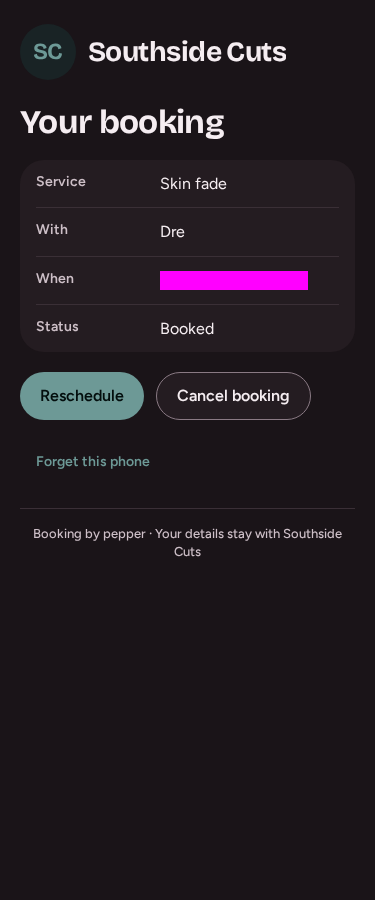 SC Southside Cuts
Your booking
Service Skin fade
With Dre
When
Status Booked
Reschedule Cancel booking
Forget this phone
Booking by pepper · Your details stay with Southside
Cuts